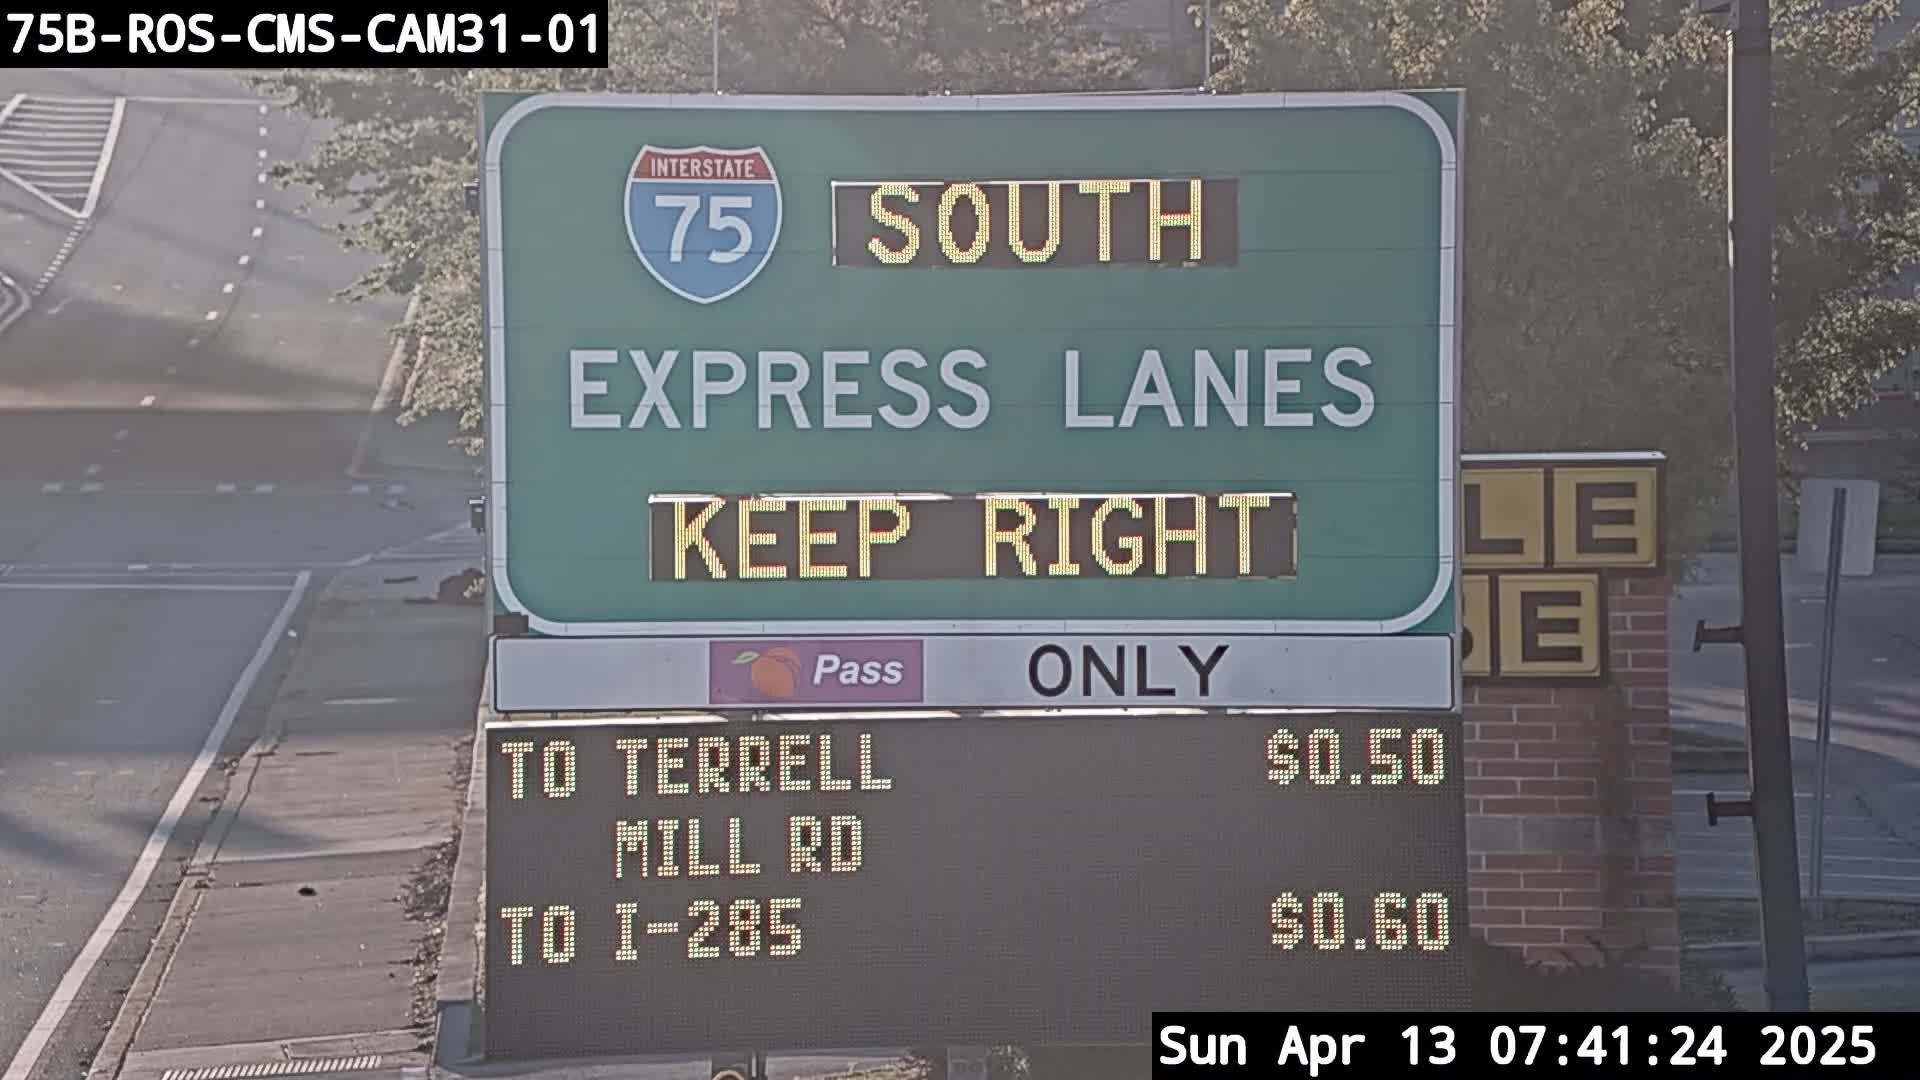 75B-ROS-CMS-CAM31-01
INTERSTATE
75
SOUTH
EXPRESS LANES
KEEP RIGHT
Pass ONLY
TO TERRELL $0.50
MILL RD
TO I-285 $0.60
LE
E
Sun Apr 13 07:41:24 2025